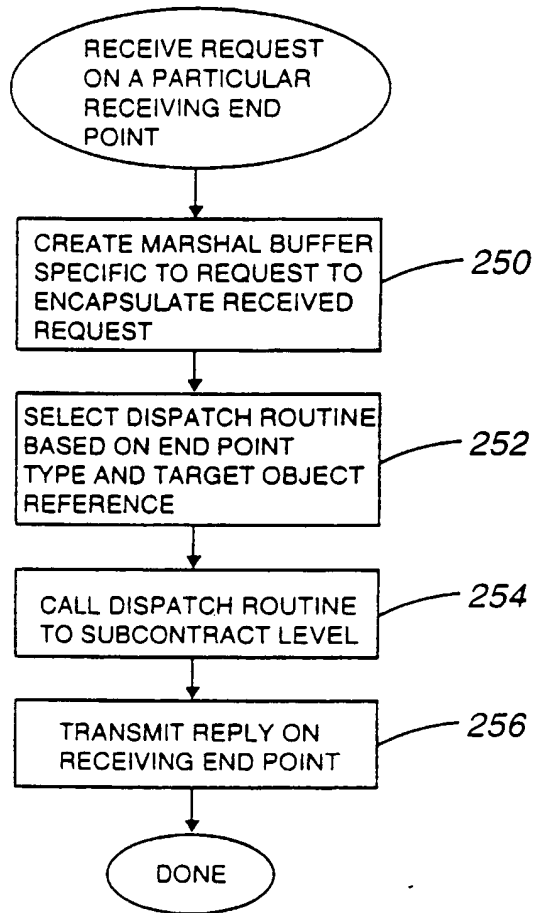 RECEIVE REQUEST
ON A PARTICULAR
RECEIVING END
POINT
CREATE MARSHAL BUFFER
SPECIFIC TO REQUEST TO
ENCAPSULATE RECEIVED
REQUEST
250
SELECT DISPATCH ROUTINE
BASED ON END POINT
TYPE AND TARGET OBJECT
REFERENCE
252
CALL DISPATCH ROUTINE
TO SUBCONTRACT LEVEL
254
TRANSMIT REPLY ON
RECEIVING END POINT
256
DONE